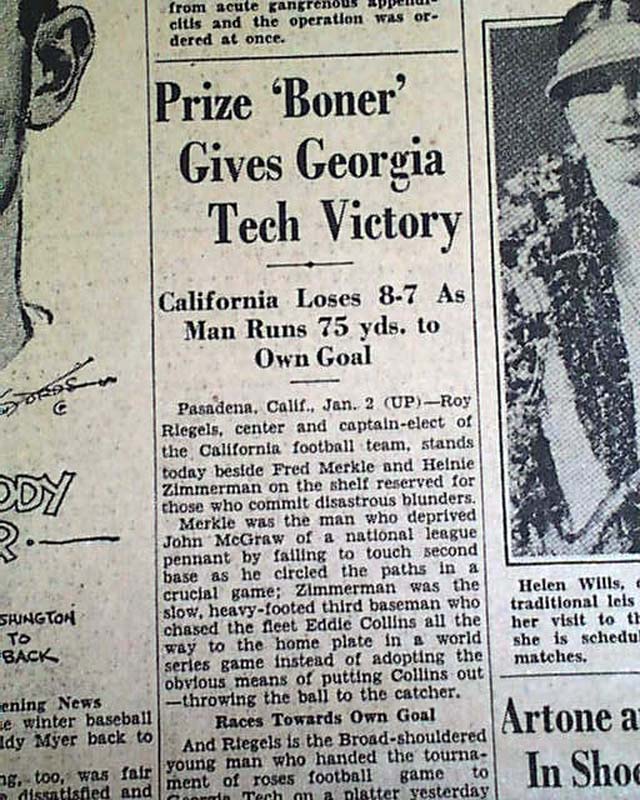 from acute gangrenous appendi-
citis and the operation was or-
dered at once.
Prize 'Boner'
Gives Georgia
Tech Victory
California Loses 8-7 As
Man Runs 75 yds. to
Own Goal
Pasadena, Calif., Jan. 2 (UP)—Roy
Riegels, center and captain-elect of
the California football team, stands
today beside Fred Merkle and Heinie
Zimmerman on the shelf reserved for
those who commit disastrous blunders.
Merkle was the man who deprived
John McGraw of a national league
pennant by failing to touch second
base as he circled the paths in a
crucial game; Zimmerman was the
slow, heavy-footed third baseman who
chased the fleet Eddie Collins all the
way to the home plate in a world
series game instead of adopting the
obvious means of putting Collins out
—throwing the ball to the catcher.
Races Towards Own Goal
And Riegels is the Broad-shouldered
young man who handed the tourna-
ment of roses football game to
Georgia Tech on a platter yesterday
ODY
R.
SHINGTON
TO
BACK
ening News
e winter baseball
ddy Myer back to
ng, too, was fair
dissatisfied and
Helen Wills,
traditional leis
her visit to th
she is schedul
matches.
Artone a
In Shoe